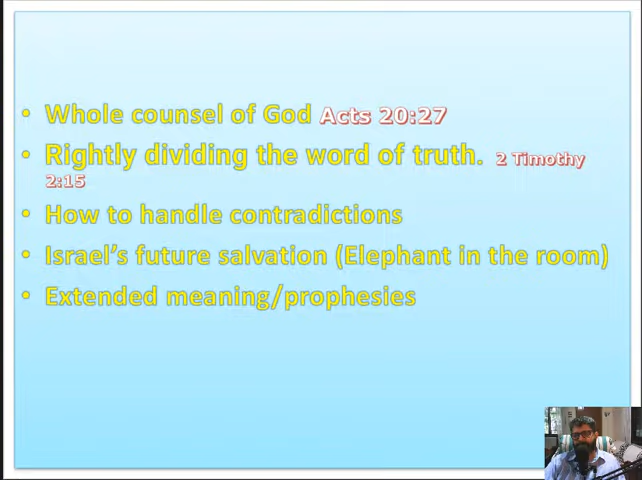 • Whole counsel of God Acts 20:27
• Rightly dividing the word of truth. 2 Timothy
2:15
• How to handle contradictions
• Israel's future salvation (Elephant in the room)
• Extended meaning/prophesies